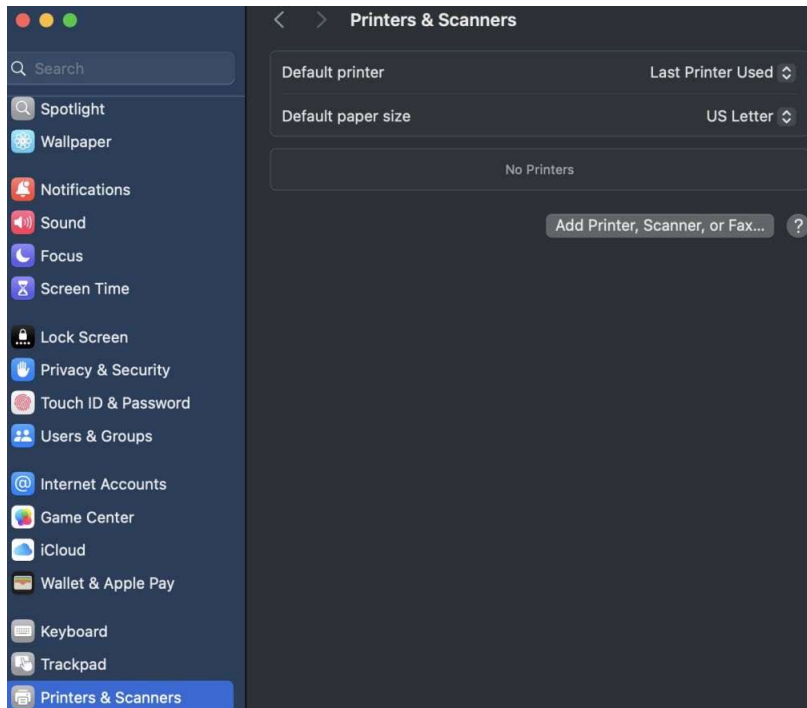 Printers & Scanners
Search
Spotlight
Wallpaper
Notifications
Sound
Focus
Screen Time
Lock Screen
Privacy & Security
Touch ID & Password
Users & Groups
Internet Accounts
Game Center
iCloud
Wallet & Apple Pay
Keyboard
Trackpad
Printers & Scanners
Default printer Last Printer Used
Default paper size US Letter
No Printers
Add Printer, Scanner, or Fax... ?